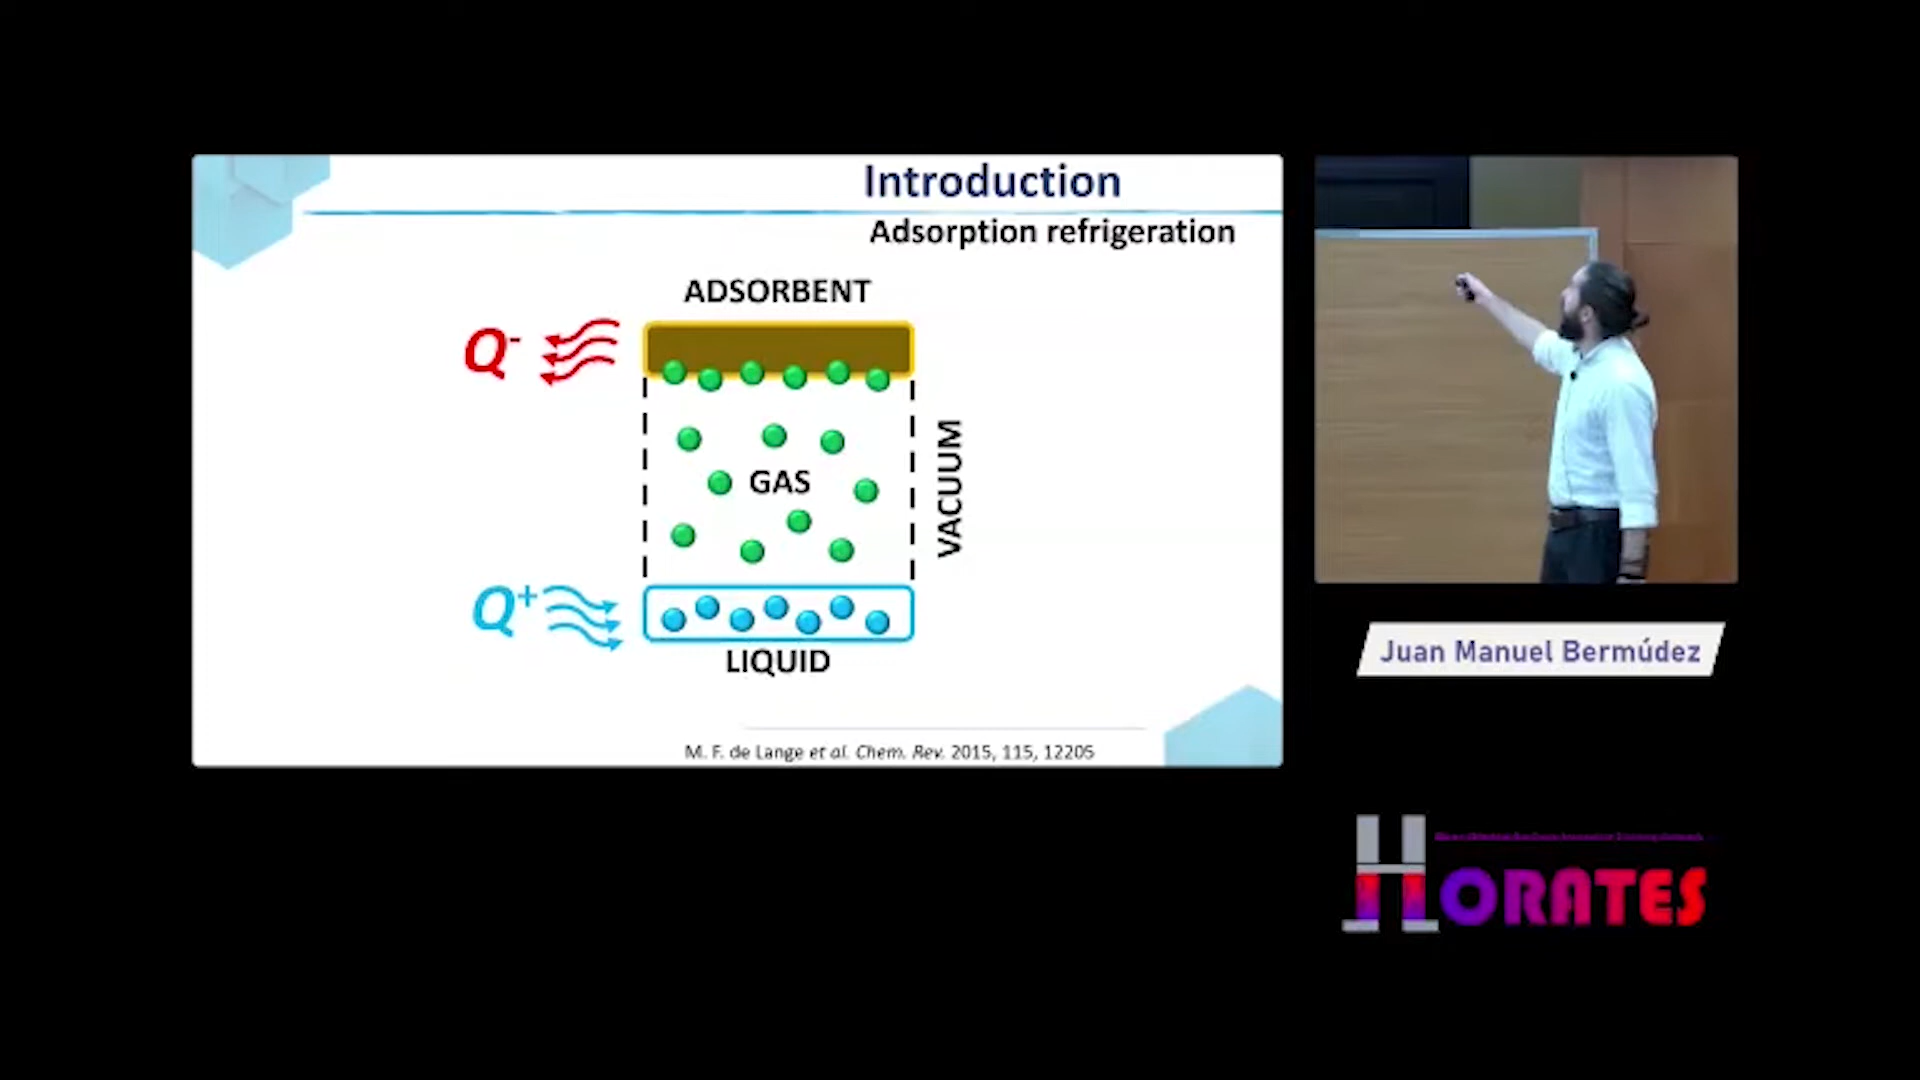 Introduction
Adsorption refrigeration
ADSORBENT
Q-
GAS
VACUUM
Q+
LIQUID
M. F. de Lange et al. Chem. Rev. 2015, 115, 12205
Juan Manuel Bermúdez
HORATES